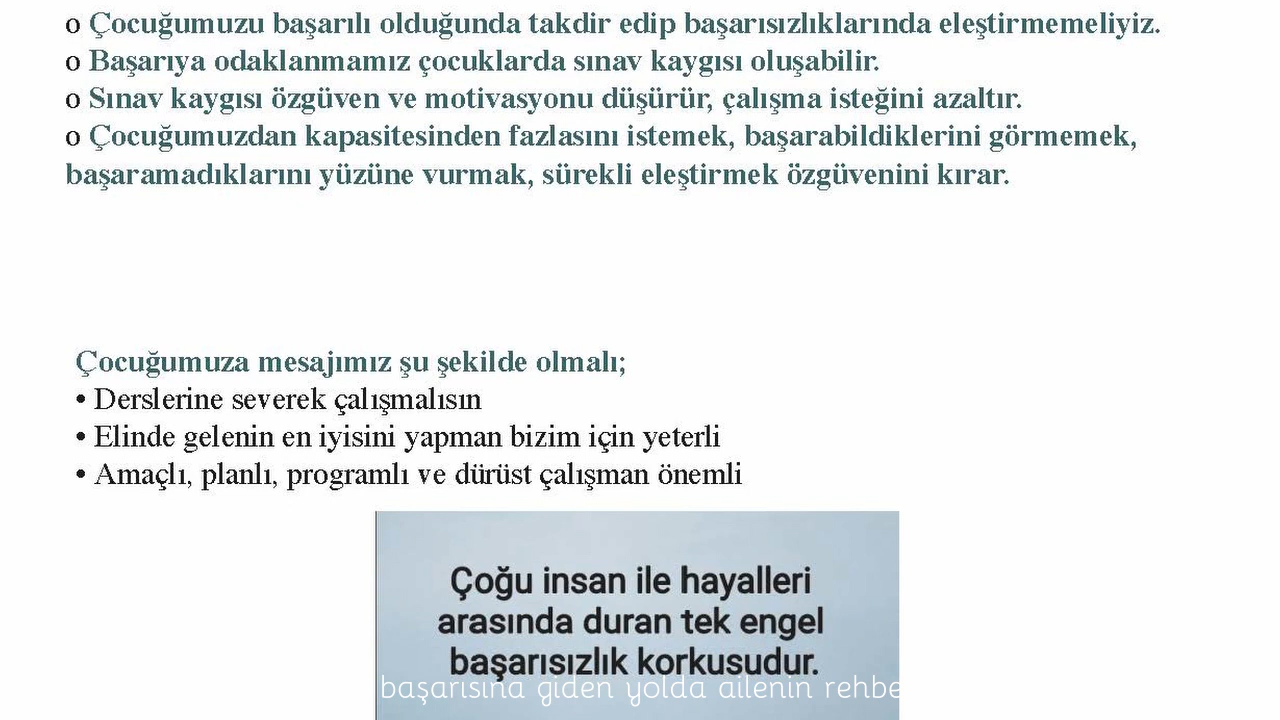 o Çocuğumuzu başarılı olduğunda takdir edip başarısızlıklarında eleştirmemeliyiz.
o Başarıya odaklanmamız çocuklarda sınav kaygısı oluşabilir.
o Sınav kaygısı özgüven ve motivasyonu düşürür, çalışma isteğini azaltır.
o Çocuğumuzdan kapasitesinden fazlasını istemek, başarabildiklerini görmemek,
başaramadıklarını yüzüne vurmak, sürekli eleştirmek özgüvenini kırar.
Çocuğumuza mesajımız şu şekilde olmalı;
• Derslerine severek çalışmalısın
• Elinde gelenin en iyisini yapman bizim için yeterli
• Amaçlı, planlı, programlı ve dürüst çalışman önemli
Çoğu insan ile hayalleri
arasında duran tek engel
başarısızlık korkusudur.
başarısına giden yolda ailenin